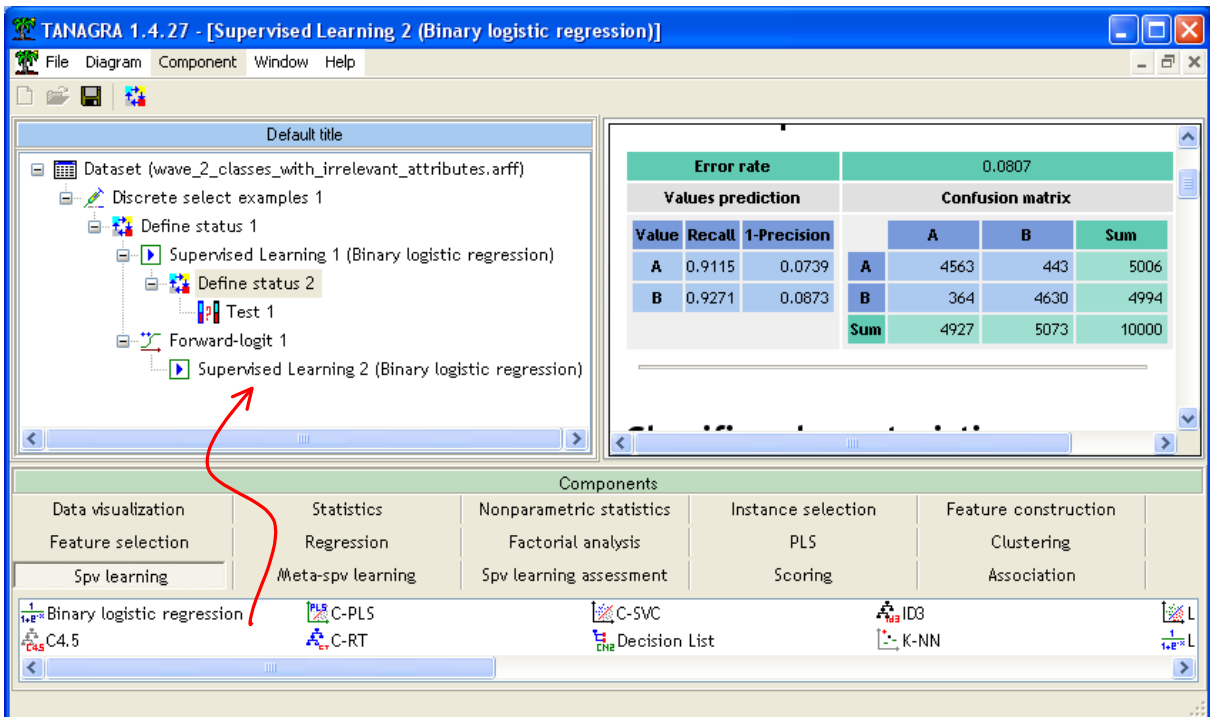 TANAGRA 1.4.27 - [Supervised Learning 2 (Binary logistic regression)]
File Diagram Component Window Help
Default title
Dataset (wave_2_classes_with_irrelevant_attributes.arff)
Discrete select examples 1
Define status 1
Supervised Learning 1 (Binary logistic regression)
Define status 2
Test 1
Forward-logit 1
Supervised Learning 2 (Binary logistic regression)
Error rate 0.0807
Values prediction Confusion matrix
Value Recall 1-Precision A B Sum
A 0.9115 0.0739 A 4563 443 5006
B 0.9271 0.0873 B 364 4630 4994
Sum 4927 5073 10000
Components
Data visualization Statistics Nonparametric statistics Instance selection Feature construction
Feature selection Regression Factorial analysis PLS Clustering
Spv learning Meta-spv learning Spv learning assessment Scoring Association
Binary logistic regression C-PLS C-SVC ID3 L
C4.5 C-RT Decision List K-NN L